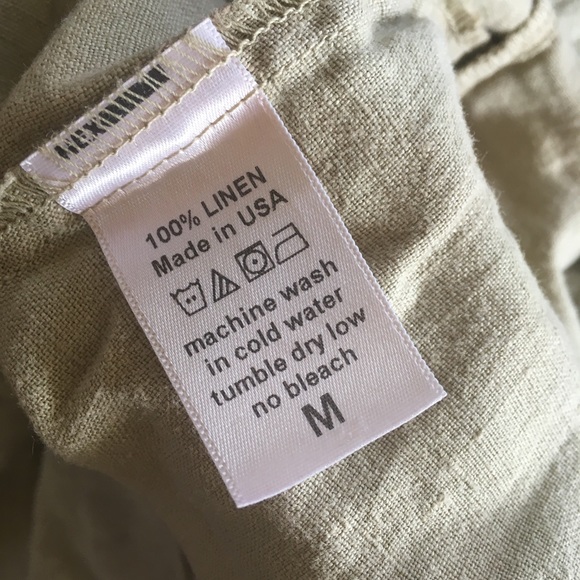 100% LINEN
Made in USA
machine wash
in cold water
tumble dry low
no bleach
M